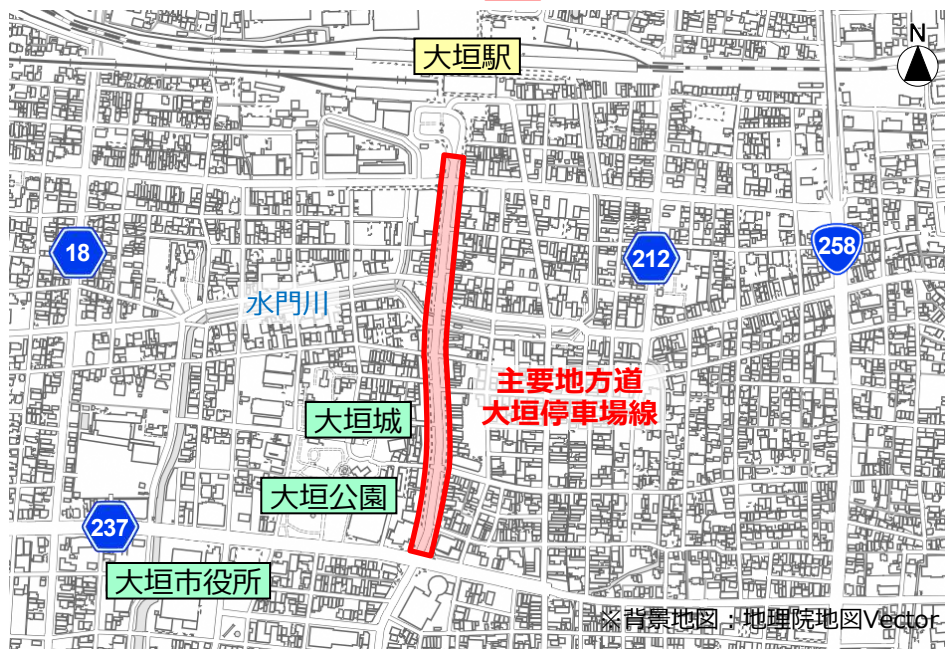 大垣駅
N
18
212
258
水門川
主要地方道
大垣停車場線
大垣城
大垣公園
237
大垣市役所
※背景地図：地理院地図Vector